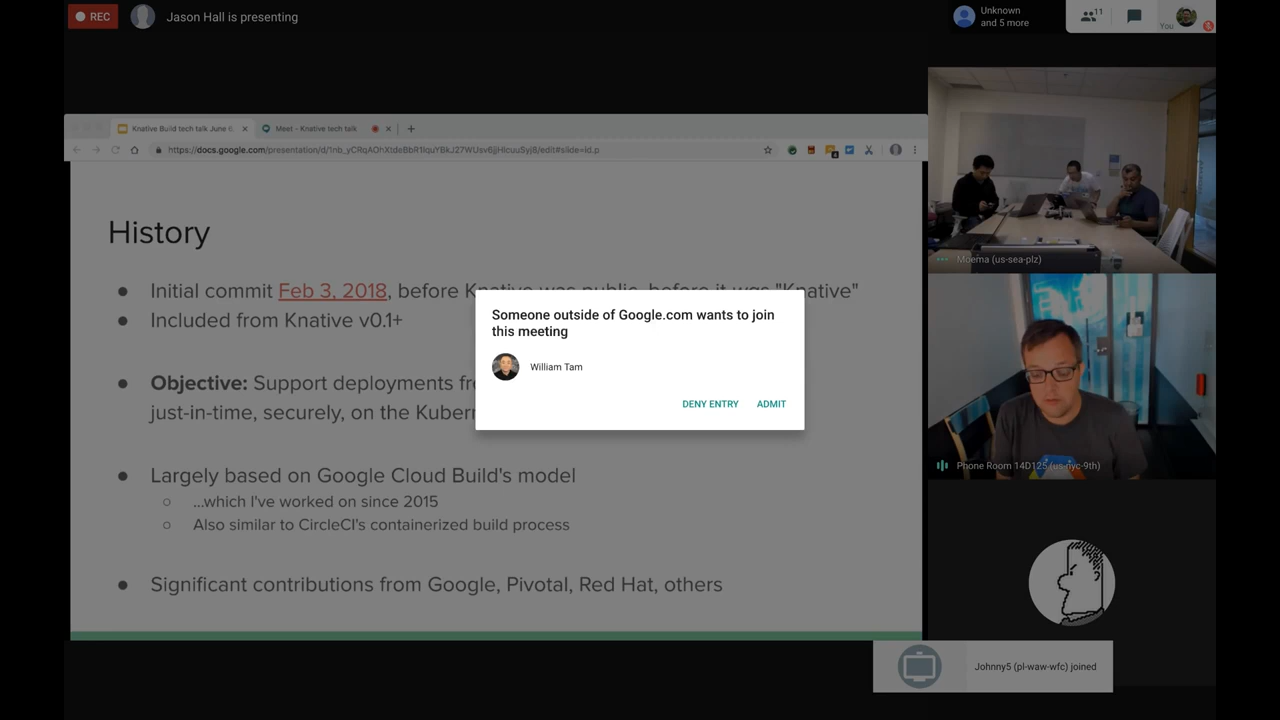 REC
Jason Hall is presenting
Unknown
and 5 more
11
You
Knative Build tech talk June 6,
Meet - Knative tech talk
History
Initial commit Feb 3, 2018, before Knative was public, before it was "Knative"
Included from Knative v0.1+
Objective: Support deployments
just-in-time, securely, on the
Largely based on Google Cloud Build's model
...which I've worked on since 2015
Also similar to CircleCI's containerized build process
Significant contributions from Google, Pivotal, Red Hat, others
Someone outside of Google.com wants to join
this meeting
William Tam
DENY ENTRY
ADMIT
Moema (us-sea-plz)
Phone Room 14D125 (us-nyc-9th)
Johnny5 (pl-waw-wfc) joined